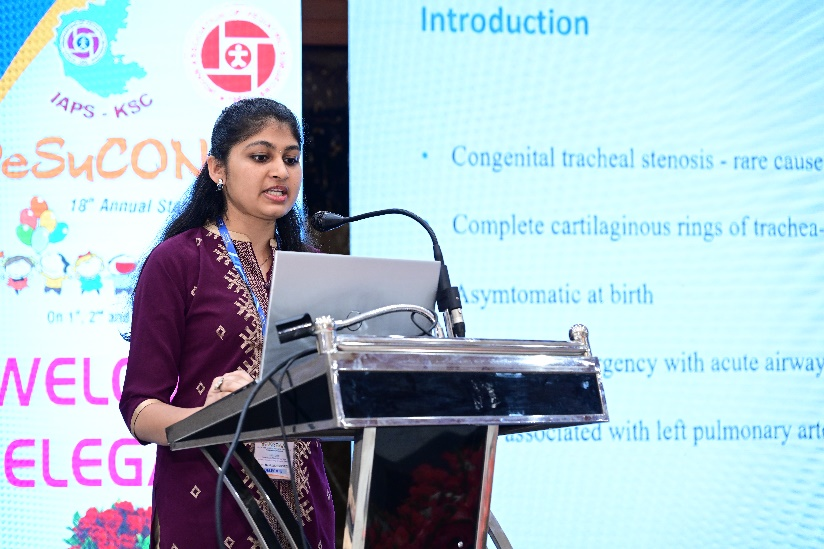 IAPS - KSC
eSuCON
18th Annual Sta
On 1st, 2nd and
WELC
ELEGA
Introduction
• Congenital tracheal stenosis - rare cause
Complete cartilaginous rings of trachea-
Asymtomatic at birth
rgency with acute airway
associated with left pulmonary arte